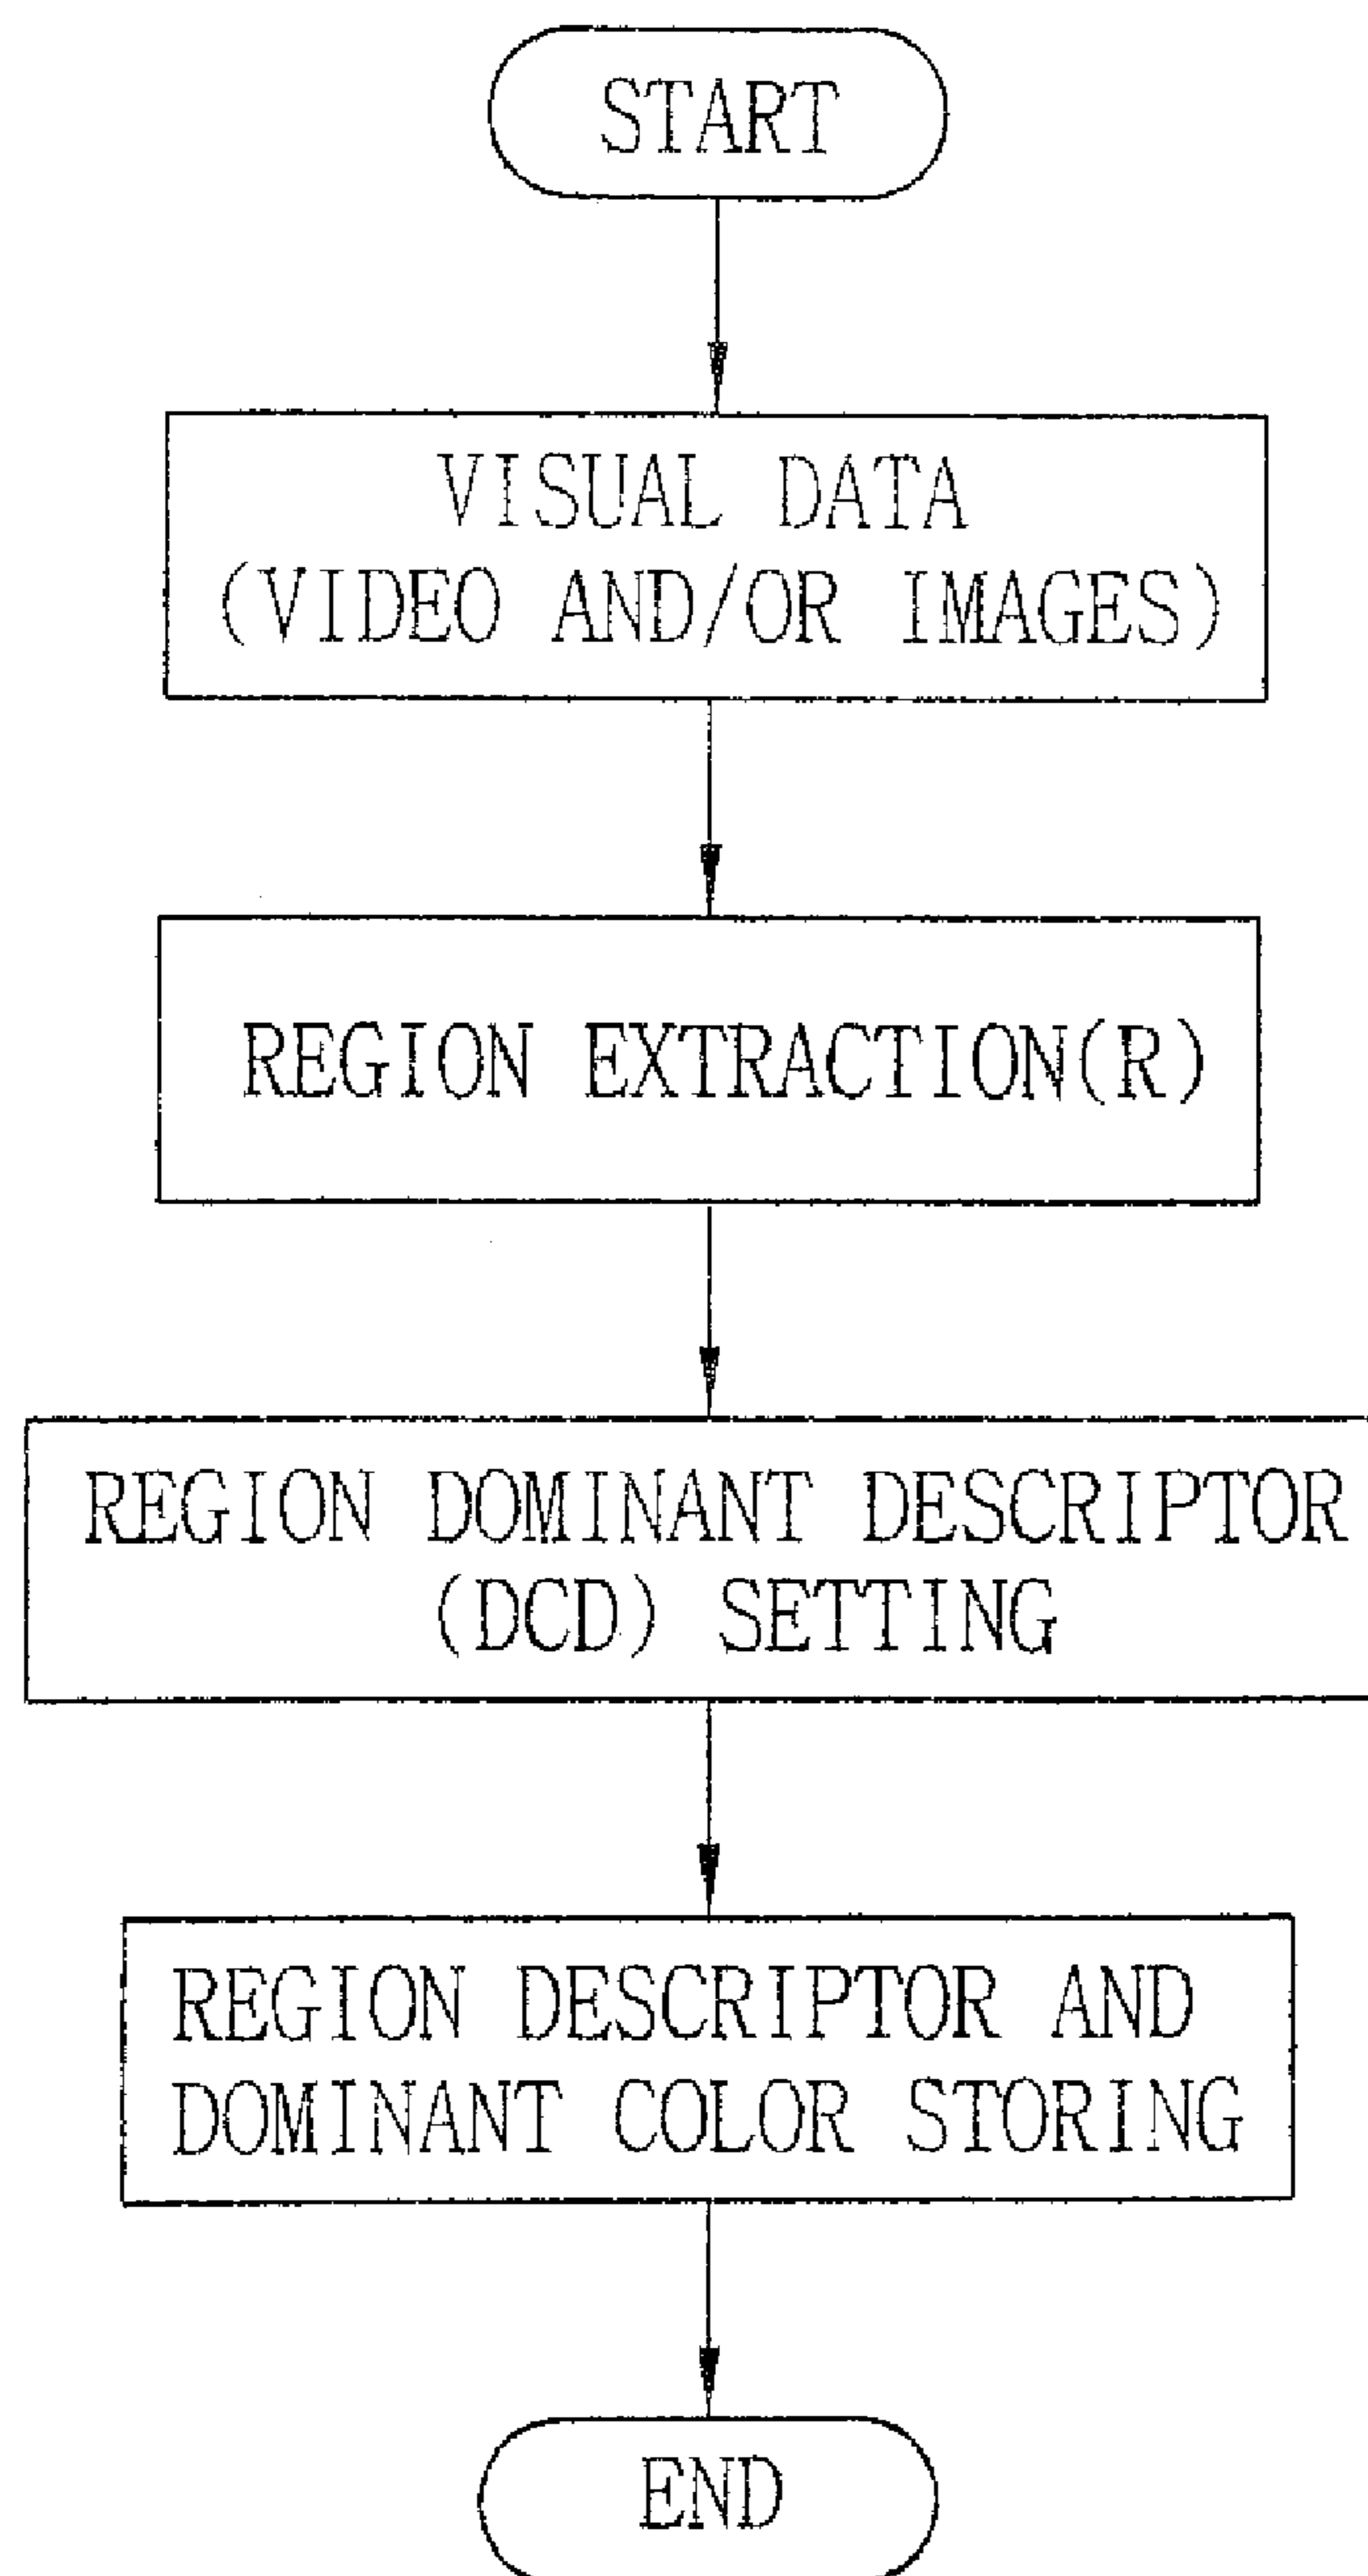 START
VISUAL DATA
(VIDEO AND/OR IMAGES)
REGION EXTRACTION(R)
REGION DOMINANT DESCRIPTOR
(DCD) SETTING
REGION DESCRIPTOR AND
DOMINANT COLOR STORING
END